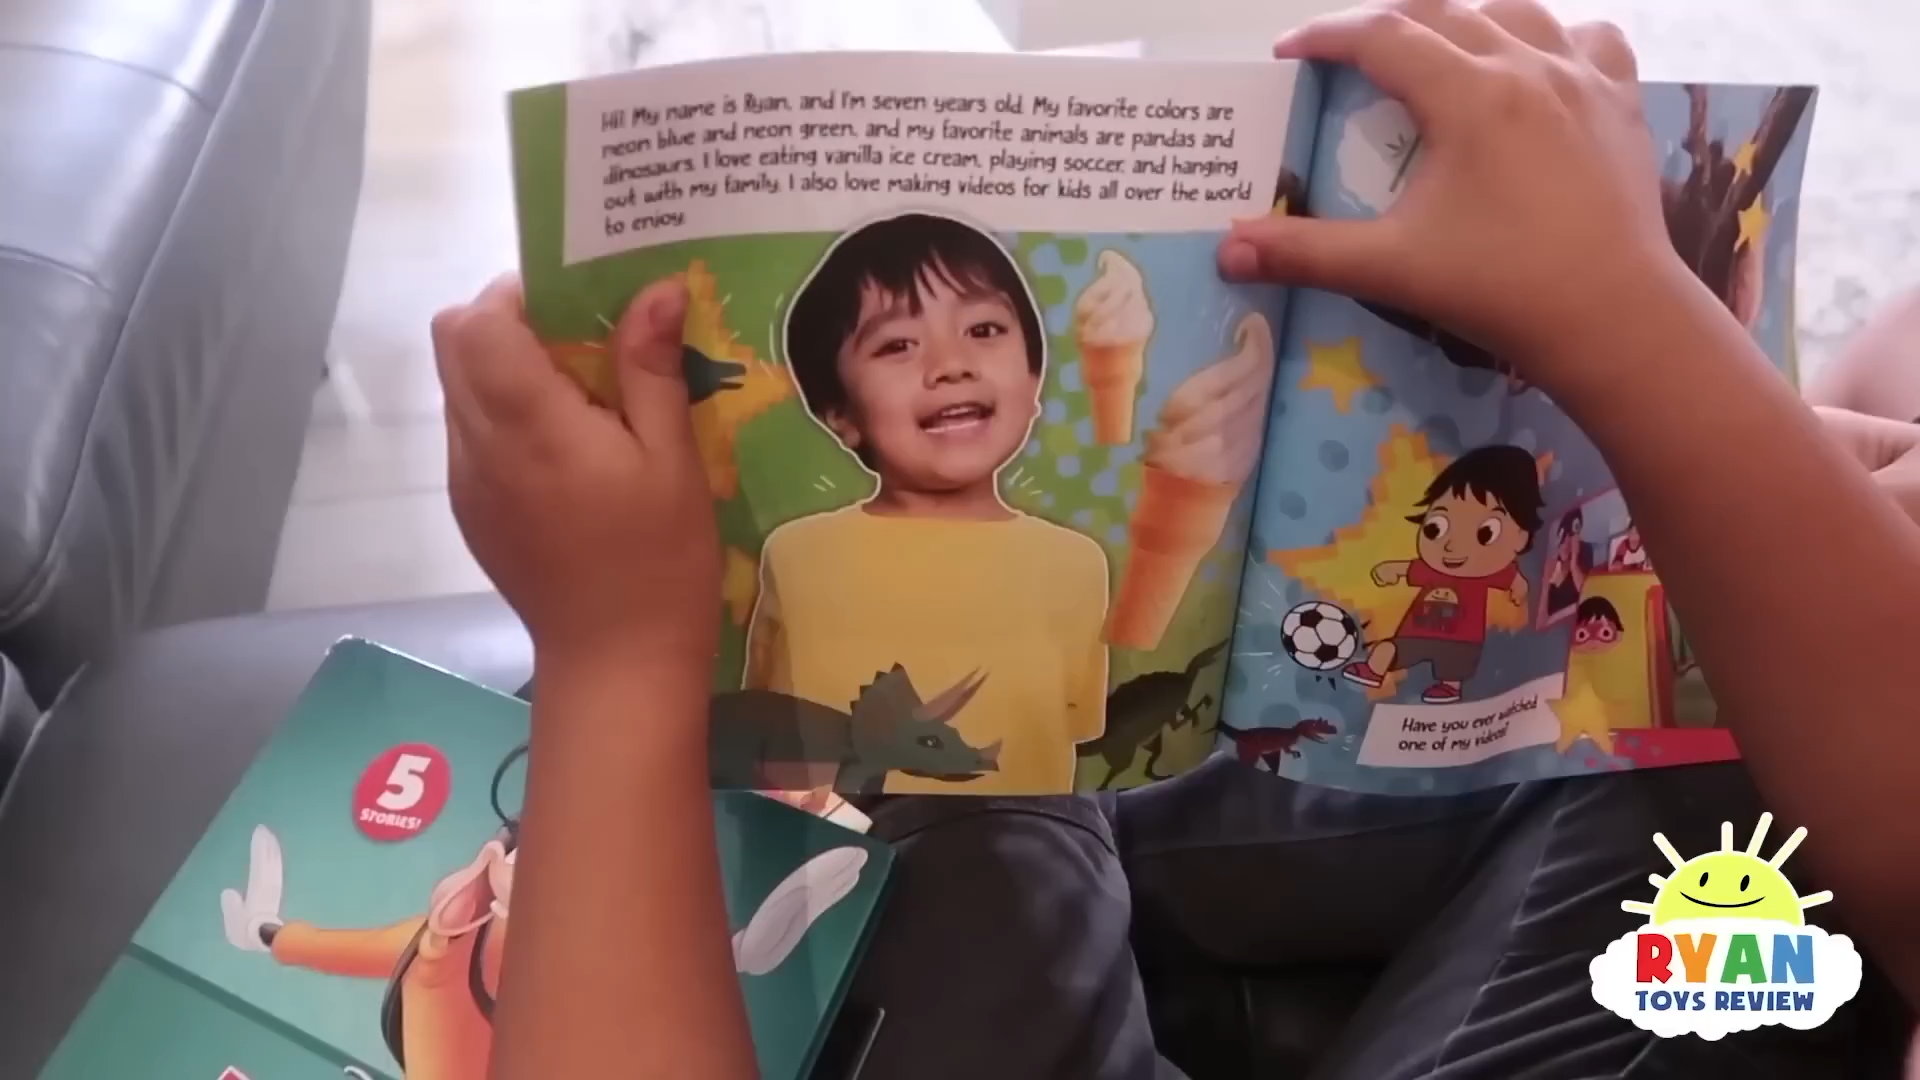 Hi! My name is Ryan, and I'm seven years old. My favorite colors are
neon blue and neon green, and my favorite animals are pandas and
dinosaurs. I love eating vanilla ice cream, playing soccer, and hanging
out with my family. I also love making videos for kids all over the world
to enjoy.
Have you ever watched
one of my videos?
5
STORIES!
RYAN
TOYS REVIEW